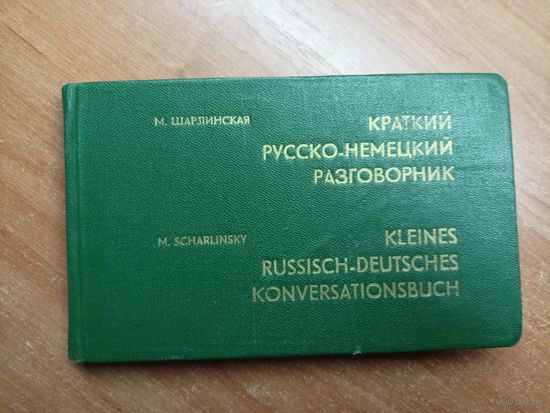 М. ШАРЛИНСКАЯ
КРАТКИЙ
РУССКО-НЕМЕЦКИЙ
РАЗГОВОРНИК
M. SCHARLINSKY
KLEINES
RUSSISCH-DEUTSCHES
KONVERSATIONSBUCH